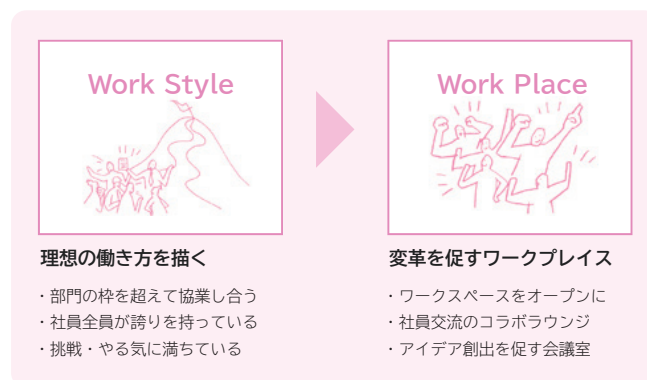 Work Style
理想の働き方を描く
・部門の枠を超えて協業し合う
・社員全員が誇りを持っている
・挑戦・やる気に満ちている
Work Place
変革を促すワークプレイス
・ワークスペースをオープンに
・社員交流のコラボラウンジ
・アイデア創出を促す会議室